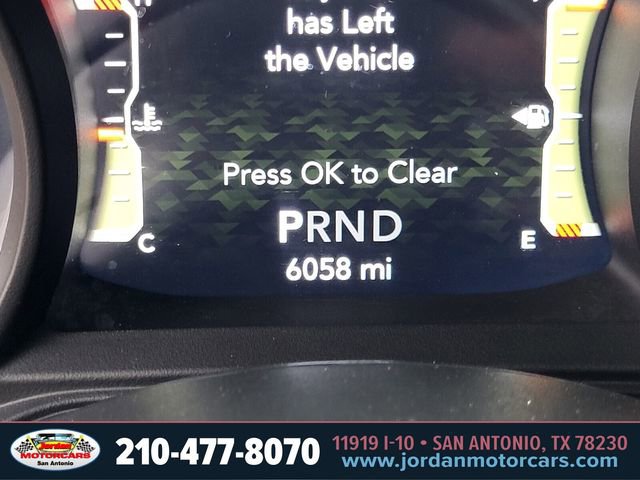 has Left
the Vehicle
Press OK to Clear
PRND
C
E
6058 mi
Jordan
MOTORCARS
San Antonio
210-477-8070
11919 I-10 • SAN ANTONIO, TX 78230
www.jordanmotorcars.com